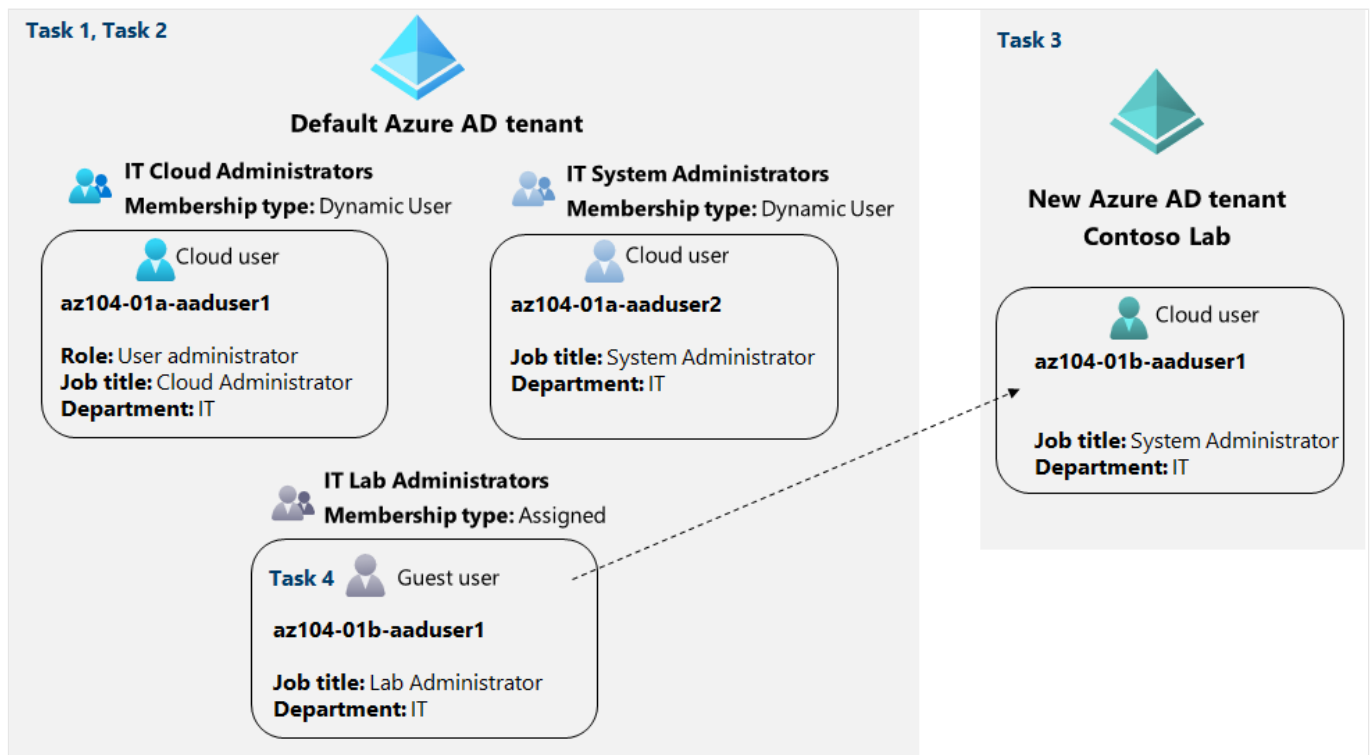 Task 1, Task 2
Default Azure AD tenant
IT Cloud Administrators
Membership type: Dynamic User
Cloud user
az104-01a-aaduser1
Role: User administrator
Job title: Cloud Administrator
Department: IT
IT System Administrators
Membership type: Dynamic User
Cloud user
az104-01a-aaduser2
Job title: System Administrator
Department: IT
IT Lab Administrators
Membership type: Assigned
Task 4
Guest user
az104-01b-aaduser1
Job title: Lab Administrator
Department: IT
Task 3
New Azure AD tenant
Contoso Lab
Cloud user
az104-01b-aaduser1
Job title: System Administrator
Department: IT